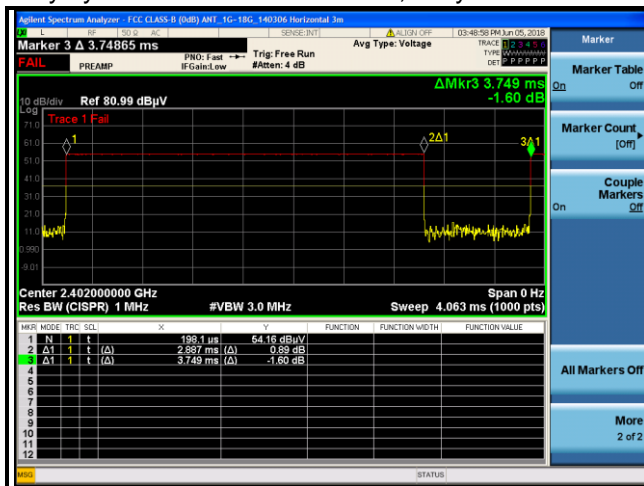 Agilent Spectrum Analyzer - FCC CLASS-B (0dB) ANT_1G-18G_140306 Horizontal 3m
L RF 50 Ω AC SENSE:INT ALIGN OFF 03:48:58 PM Jun 05, 2018
Marker 3 Δ 3.74865 ms
PNO: Fast
IFGain:Low
Trig: Free Run
#Atten: 4 dB
Avg Type: Voltage
TRACE 1 2 3 4 5 6
TYPE
DET P P P P P P
FAIL
PREAMP
ΔMkr3 3.749 ms
-1.60 dB
10 dB/div Ref 80.99 dBµV
Log
Trace 1 Fail
71.0
61.0
51.0
41.0
31.0
21.0
11.0
0.990
-9.01
1
2Δ1
3Δ1
Center 2.402000000 GHz Span 0 Hz
Res BW (CISPR) 1 MHz #VBW 3.0 MHz Sweep 4.063 ms (1000 pts)
MKR MODE TRC SCL X Y FUNCTION FUNCTION WIDTH FUNCTION VALUE
1 N 1 t 198.1 us 54.16 dBµV
2 Δ1 1 t (Δ) 2.887 ms (Δ) 0.89 dB
3 Δ1 1 t (Δ) 3.749 ms (Δ) -1.60 dB
4
5
6
7
8
9
10
11
12
MSG STATUS
Marker
Marker Table
On Off
Marker Count
[Off]
Couple
Markers
On Off
All Markers Off
More
2 of 2